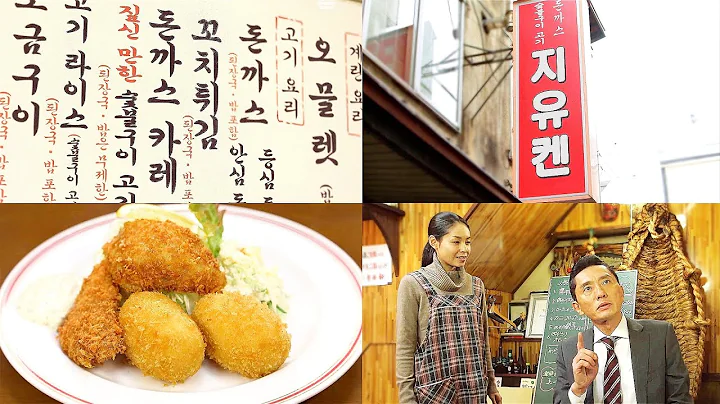 계란 요리
오믈렛 (밥
고기 요리
돈까스 등심 돈
안심 돈
(된장국·밥 포함)
꼬치튀김
(된장국·밥 포
돈까스 카레
질신 만한 숯불구이 고
(된장국·밥은 무제한)
고기 라이스 (숯불구이 고
(된장국·밥 포함
금구이
(된장국·밥
돈까스
숯불구이 고기
지유켄